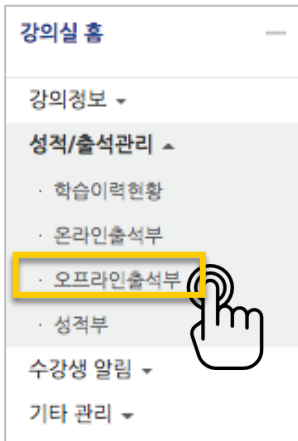 강의실 홈
강의정보
성적/출석관리
· 학습이력현황
· 온라인출석부
· 오프라인출석부
· 성적부
수강생 알림
기타 관리